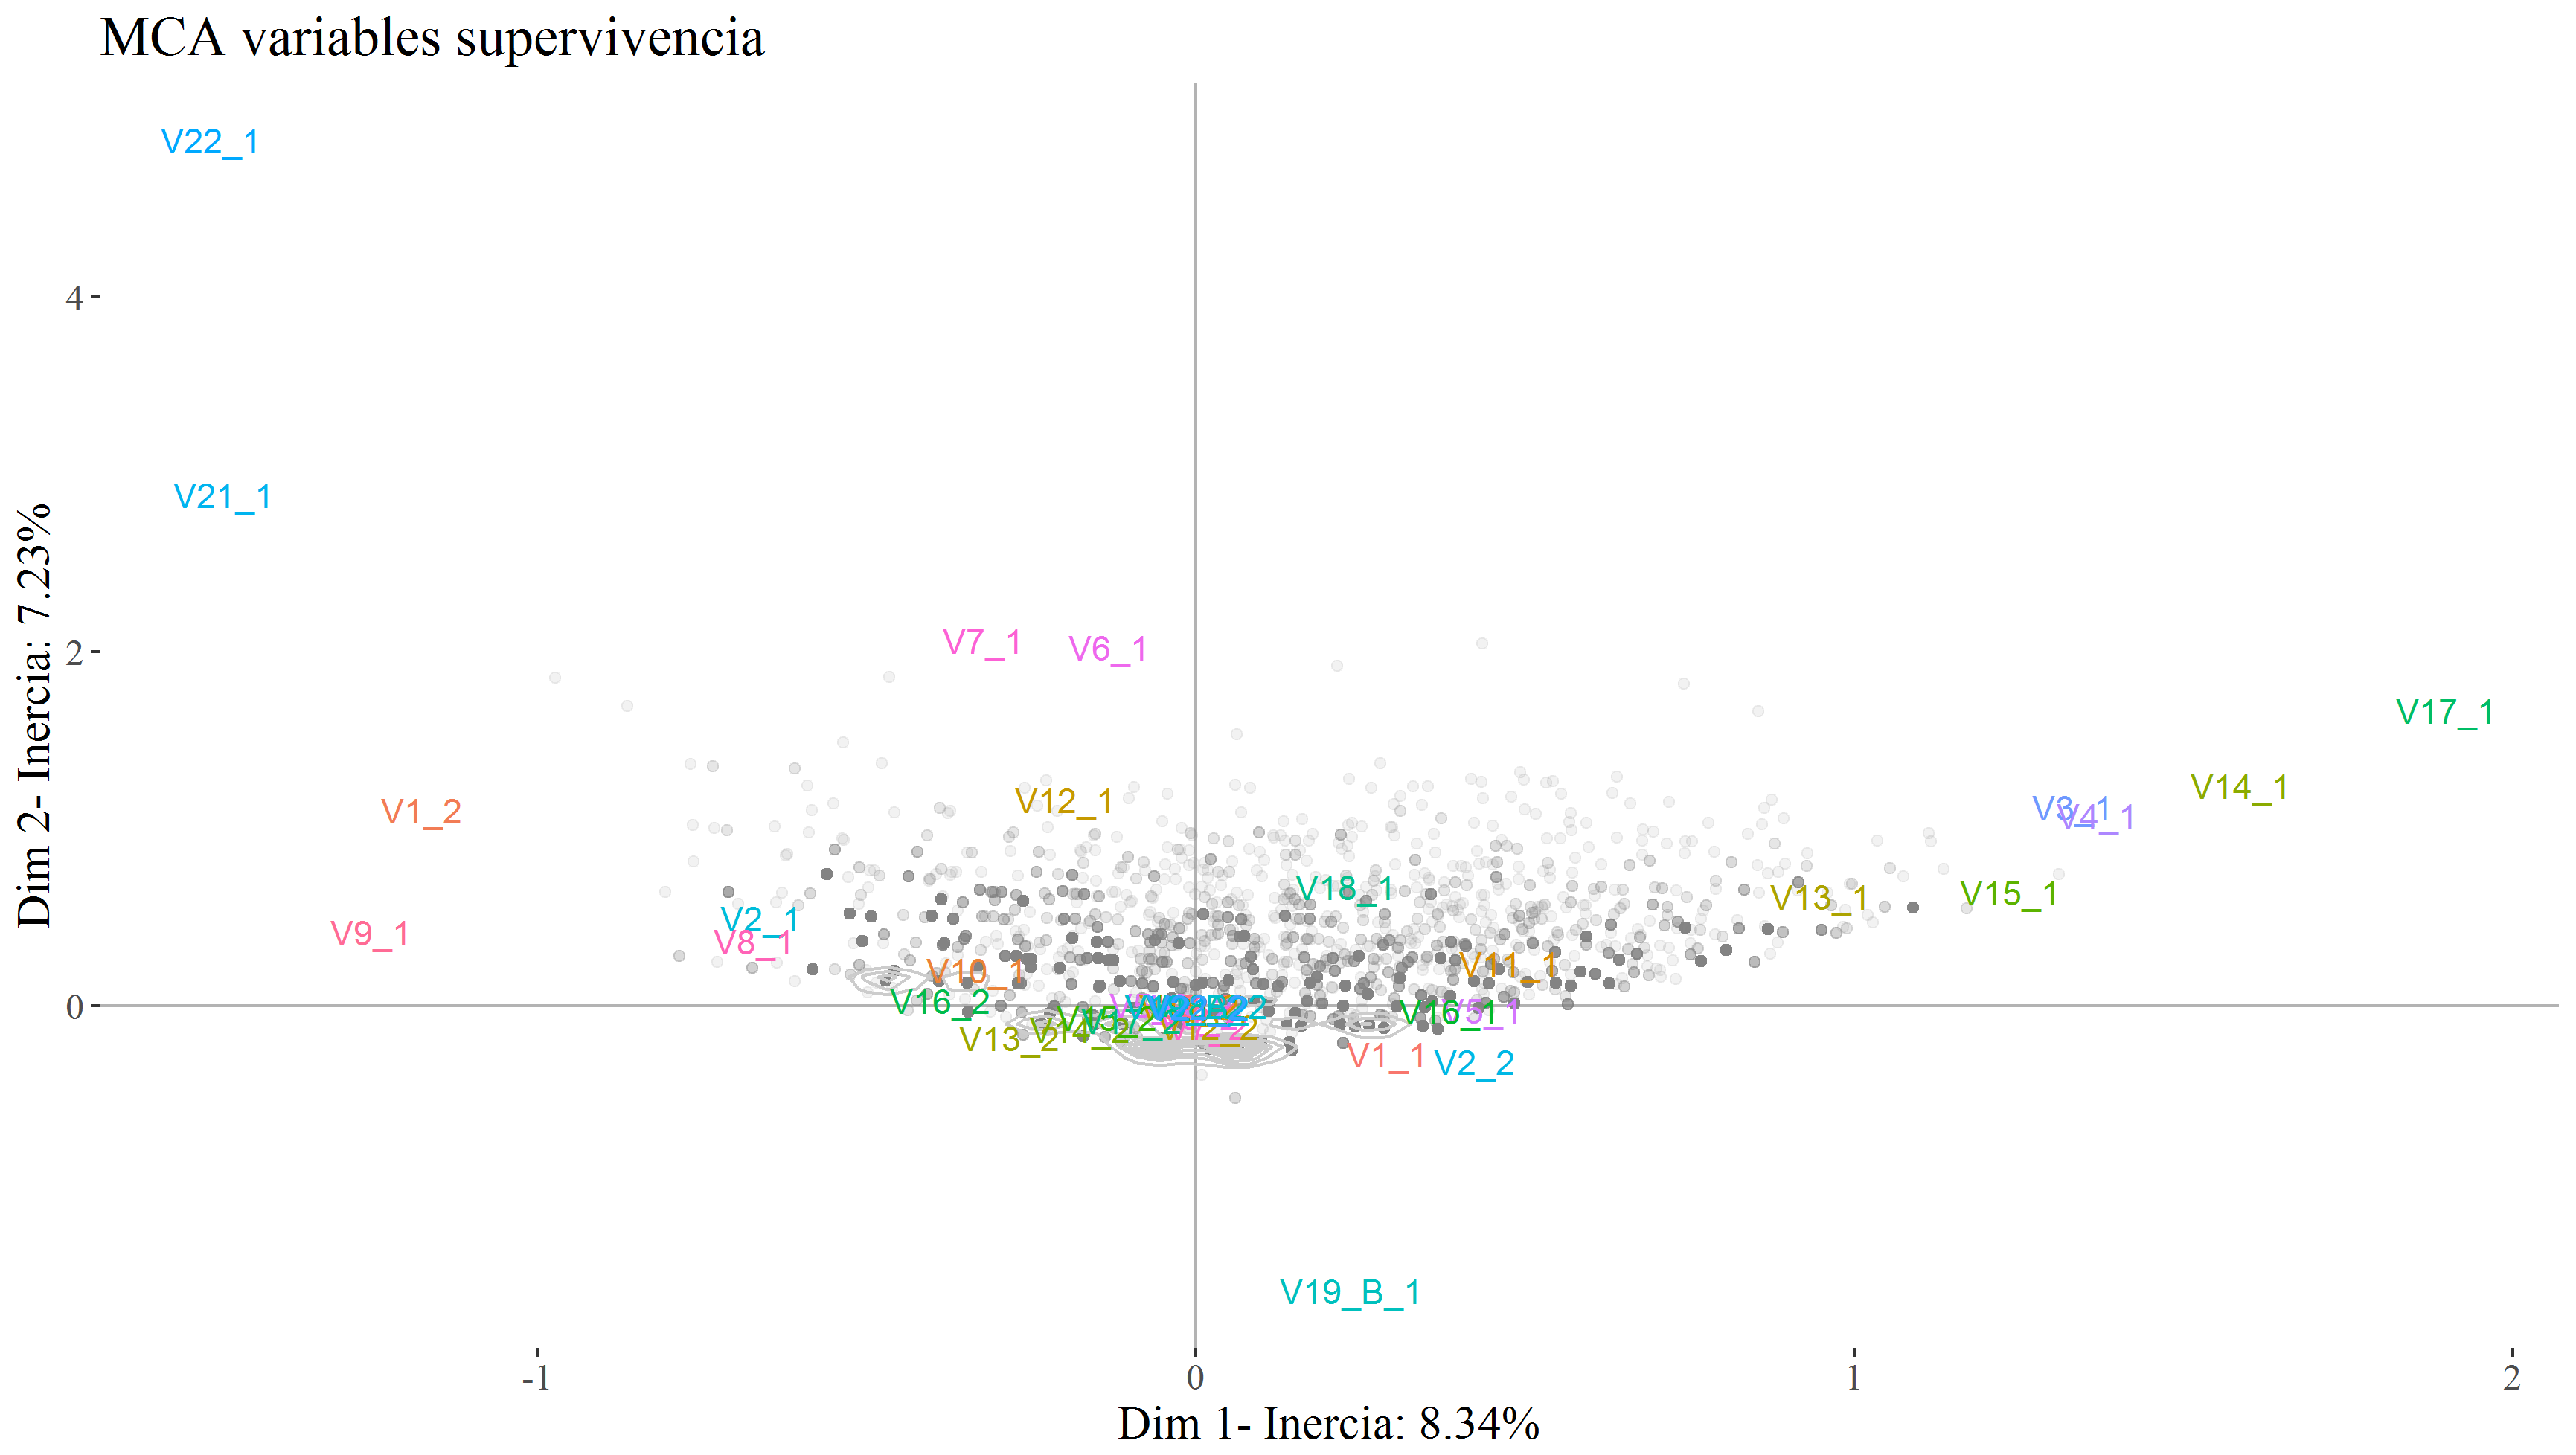 MCA variables supervivencia
V22_1
4
V21_1
V7_1
V6_1
2
V17_1
V14_1
V12_1
V1_2
V3_1
V4_1
V18_1
V13_1
V15_1
V2_1
V9_1
V8_1
V10_1
V11_1
V16_2
0
V16_1
V5_1
V13_2
V1_1
V2_2
V19_B_1
-1
0
1
2
Dim 1- Inercia: 8.34%
Dim 2- Inercia: 7.23%